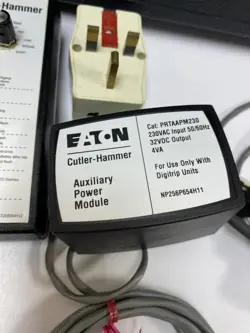 r-Hammer
EATON
Cutler-Hammer
Auxiliary
Power
Module
Cat: PRTAAPM230
230VAC Input 50/60Hz
32VDC Output
4VA
For Use Only With
Digitrip Units
NP256P654H11